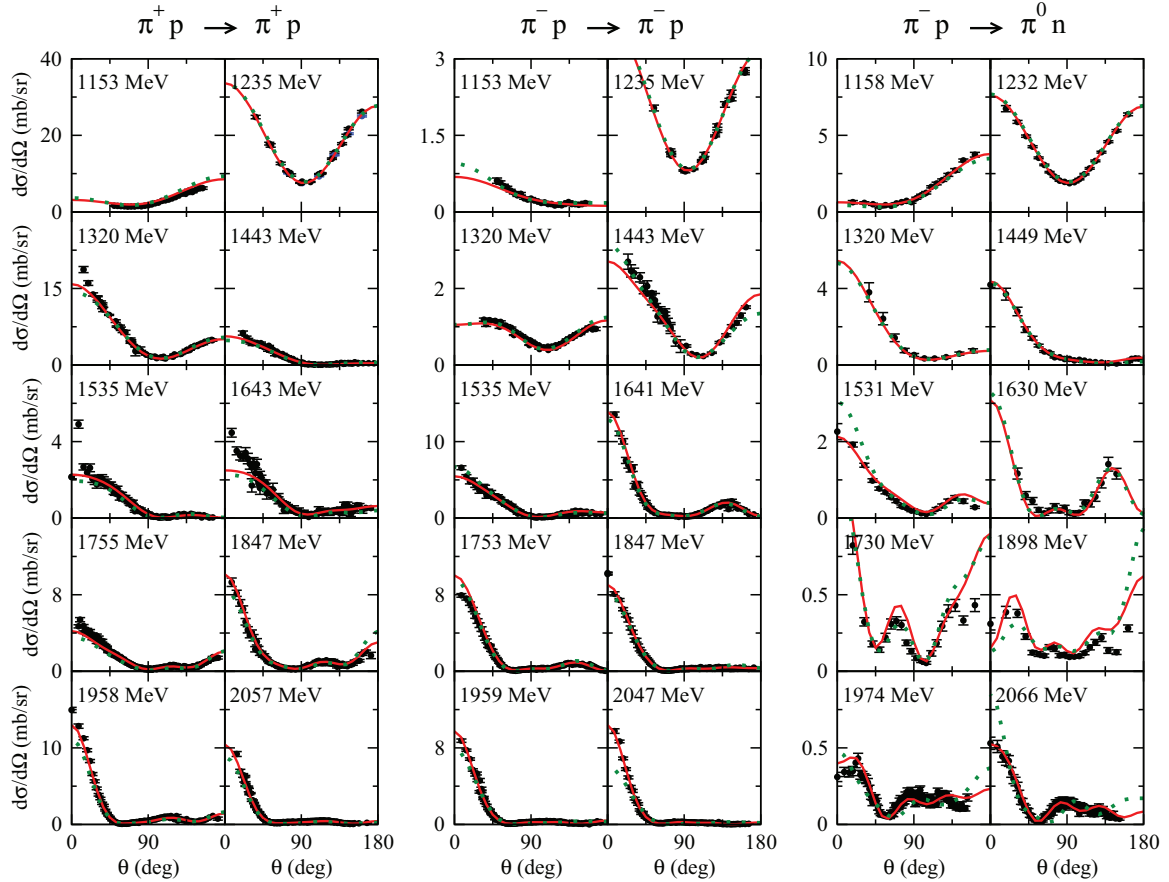 π⁺ p → π⁺ p π⁻ p → π⁻ p π⁻ p → π⁰ n
dσ/dΩ (mb/sr) 40 30 20 10 0 1153 MeV 1235 MeV 3 1.5 0 1153 MeV 1235 MeV 10 5 0 1158 MeV 1232 MeV
dσ/dΩ (mb/sr) 15 0 1320 MeV 1443 MeV 2 0 1320 MeV 1443 MeV 4 0 1320 MeV 1449 MeV
dσ/dΩ (mb/sr) 4 0 1535 MeV 1643 MeV 10 0 1535 MeV 1641 MeV 2 0 1531 MeV 1630 MeV
dσ/dΩ (mb/sr) 8 0 1755 MeV 1847 MeV 8 0 1753 MeV 1847 MeV 0.5 0 1730 MeV 1898 MeV
dσ/dΩ (mb/sr) 10 0 1958 MeV 2057 MeV 8 0 1959 MeV 2047 MeV 0.5 0 1974 MeV 2066 MeV
0 90 0 90 180 0 90 0 90 180 0 90 0 90 180
θ (deg) θ (deg) θ (deg) θ (deg) θ (deg) θ (deg)